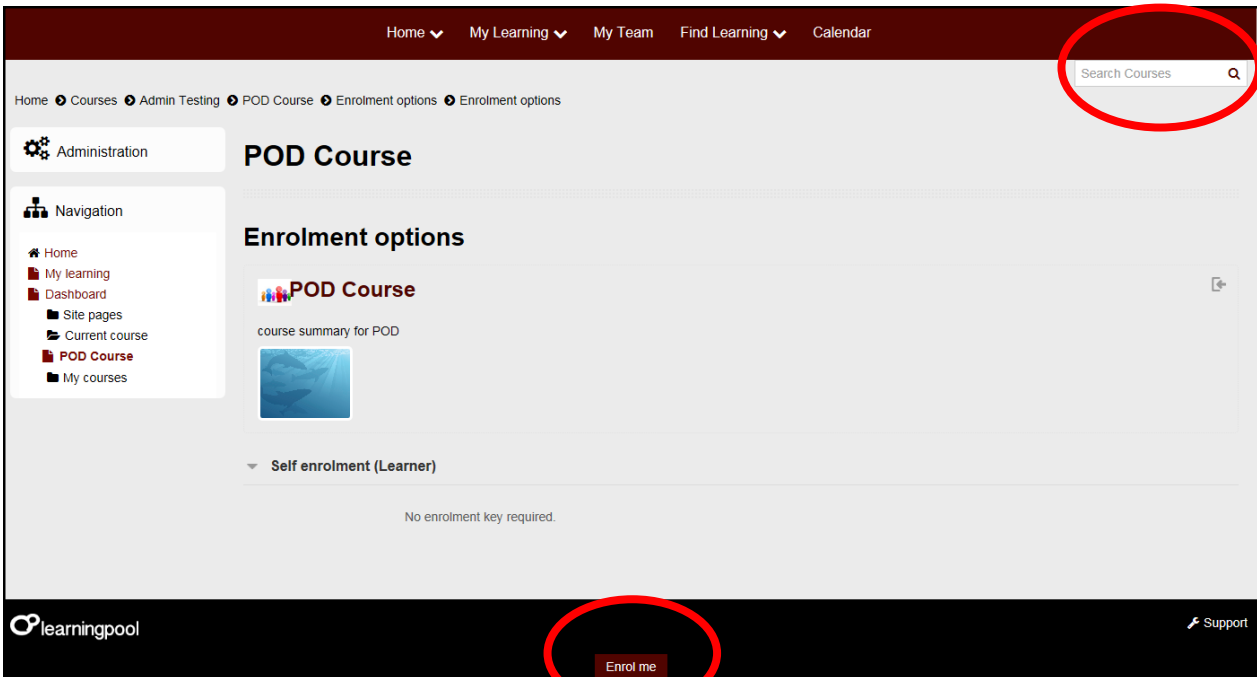 Home My Learning My Team Find Learning Calendar
Search Courses
Home Courses Admin Testing POD Course Enrolment options Enrolment options
Administration
POD Course
Navigation
Enrolment options
Home
My learning
Dashboard
Site pages
Current course
POD Course
My courses
POD Course
course summary for POD
Self enrolment (Learner)
No enrolment key required.
learningpool
Support
Enrol me